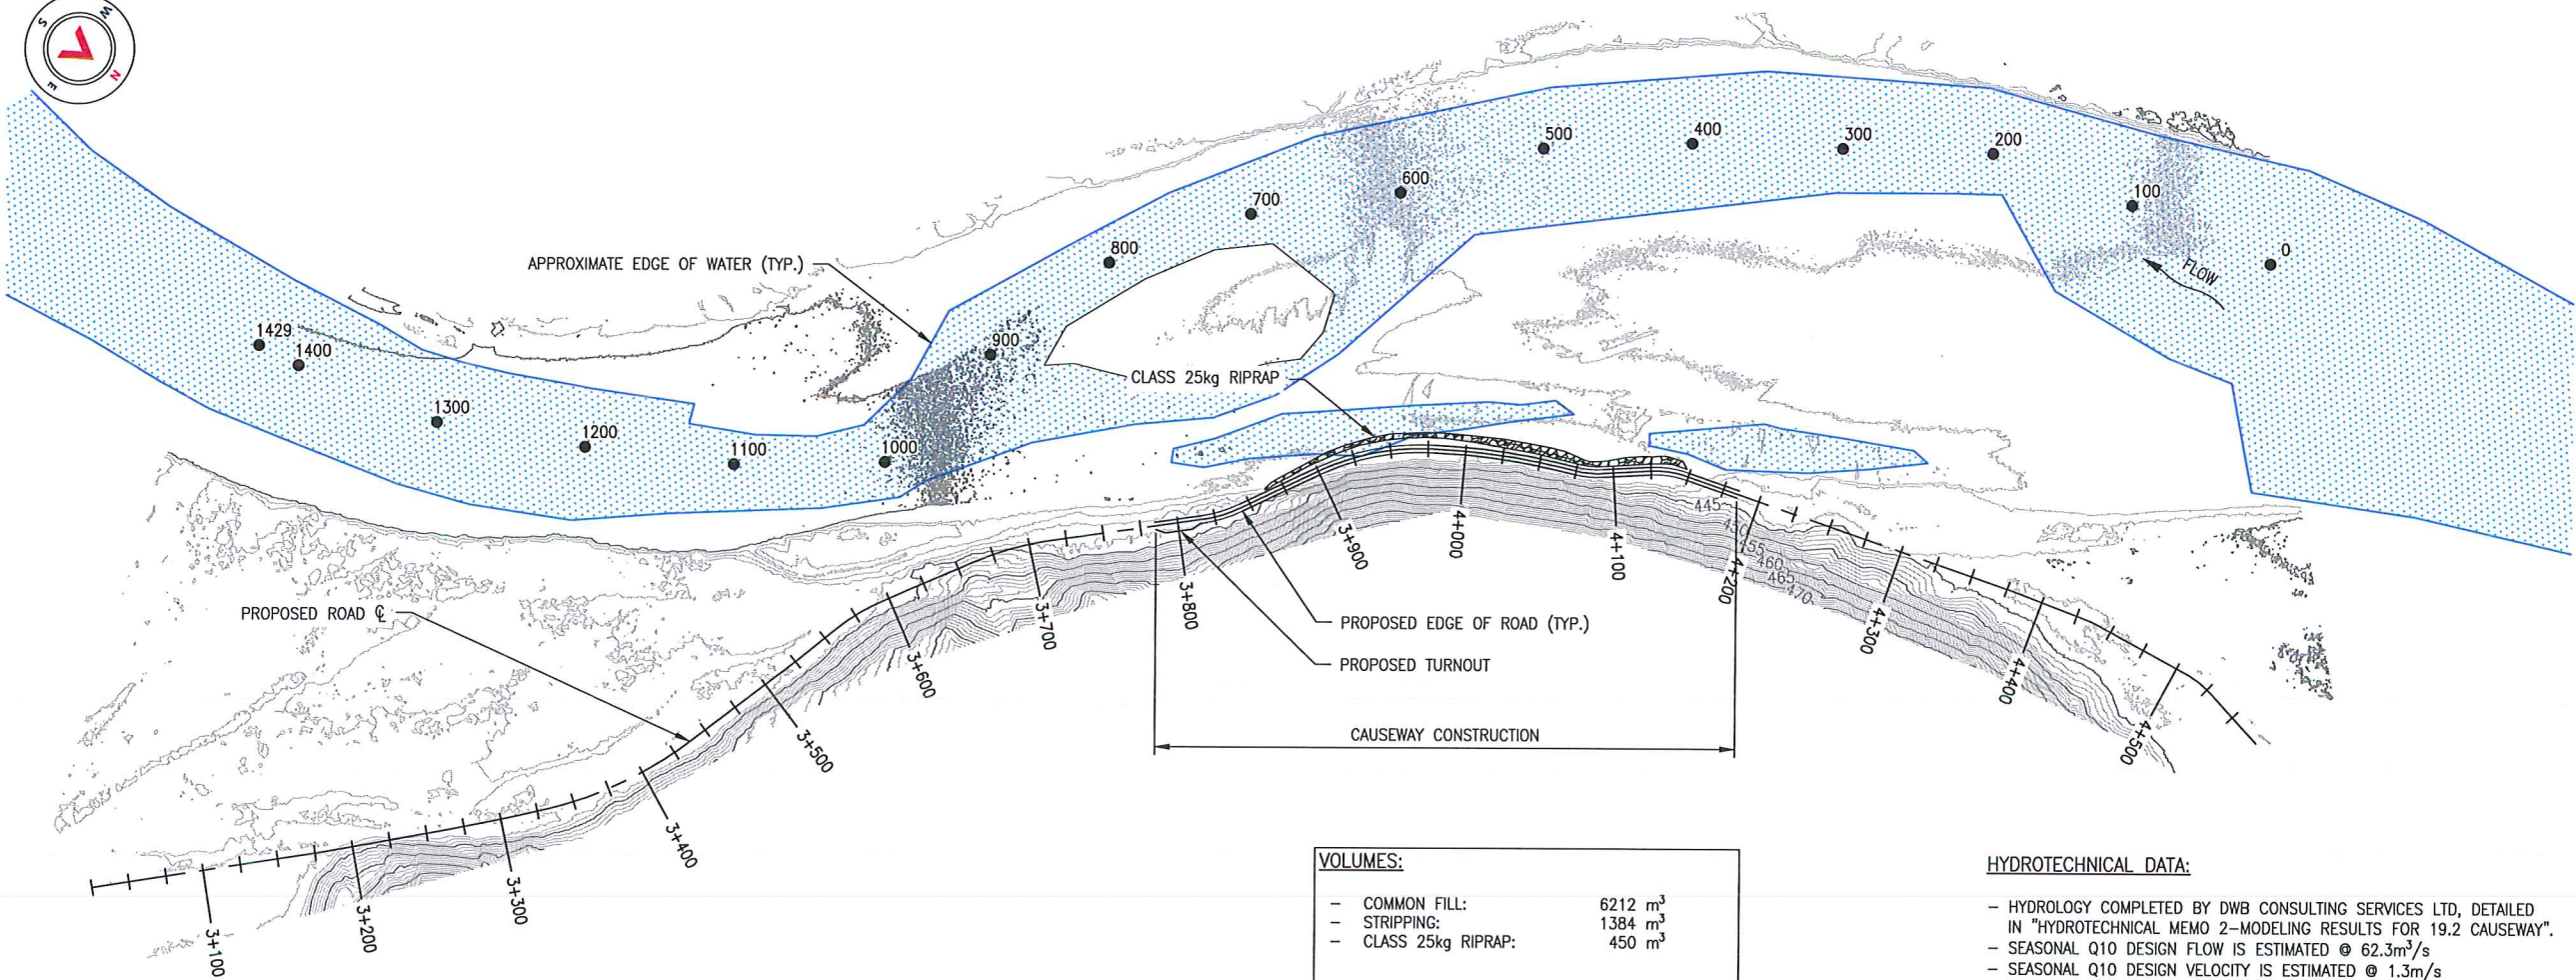 S
W
N
E
500
400
300
200
100
0
600
700
800
FLOW
APPROXIMATE EDGE OF WATER (TYP.)
1429
1400
900
CLASS 25kg RIPRAP
1300
1200
1100
1000
445
450
455
460
465
470
PROPOSED ROAD ℄
PROPOSED EDGE OF ROAD (TYP.)
PROPOSED TURNOUT
CAUSEWAY CONSTRUCTION
3+100
3+200
3+300
3+400
3+500
3+600
3+700
3+800
3+900
4+000
4+100
4+200
4+300
4+400
4+500
VOLUMES:
- COMMON FILL: 6212 m³
- STRIPPING: 1384 m³
- CLASS 25kg RIPRAP: 450 m³
HYDROTECHNICAL DATA:
- HYDROLOGY COMPLETED BY DWB CONSULTING SERVICES LTD, DETAILED
IN "HYDROTECHNICAL MEMO 2-MODELING RESULTS FOR 19.2 CAUSEWAY".
- SEASONAL Q10 DESIGN FLOW IS ESTIMATED @ 62.3m³/s
- SEASONAL Q10 DESIGN VELOCITY IS ESTIMATED @ 1.3m/s